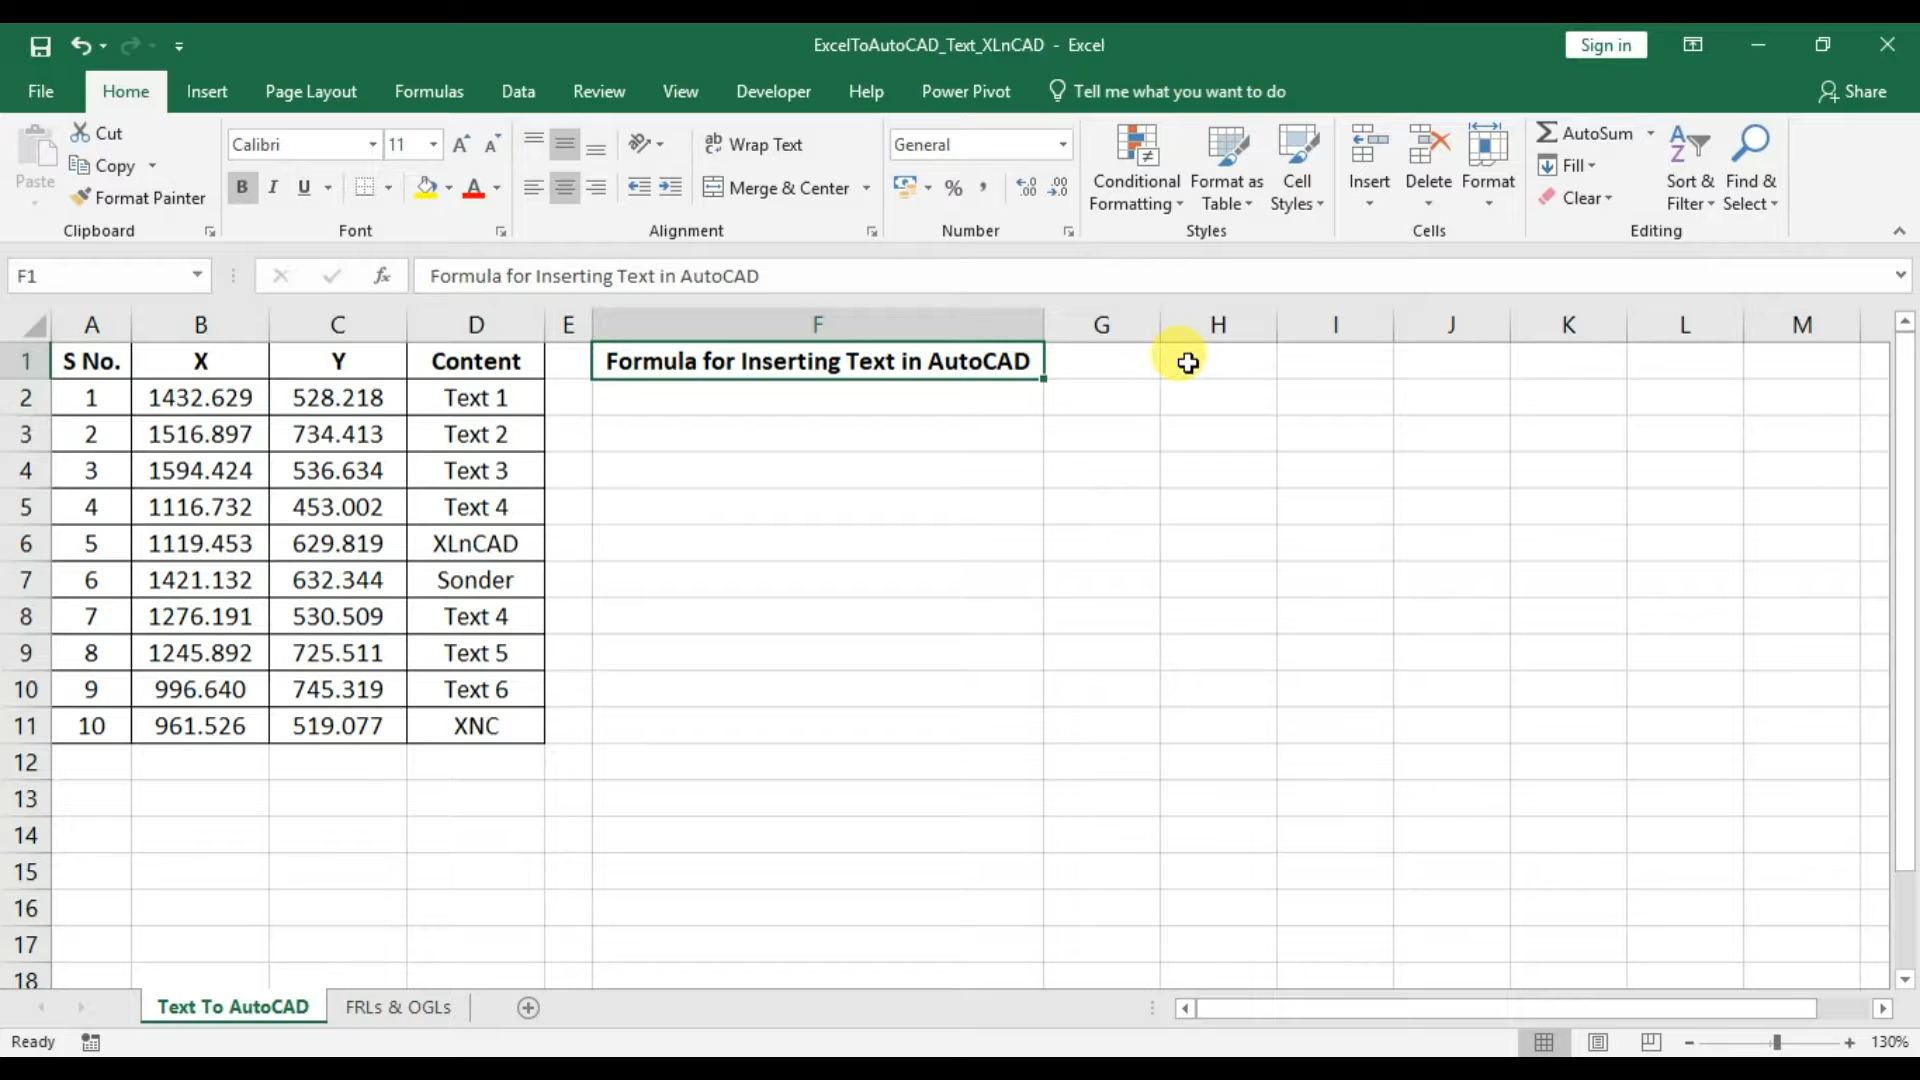 ExcelToAutoCAD_Text_XLnCAD - Excel
Sign in
File Home Insert Page Layout Formulas Data Review View Developer Help Power Pivot Tell me what you want to do Share
Paste
Cut
Copy
Format Painter
Clipboard
Calibri 11
B I U
Font
Wrap Text
Merge & Center
Alignment
General
%
Number
Conditional Formatting
Format as Table
Cell Styles
Styles
Insert
Delete
Format
Cells
AutoSum
Fill
Clear
Sort & Filter
Find & Select
Editing
F1 fx Formula for Inserting Text in AutoCAD
A B C D E F G H I J K L M
1 S No. X Y Content Formula for Inserting Text in AutoCAD
2 1 1432.629 528.218 Text 1
3 2 1516.897 734.413 Text 2
4 3 1594.424 536.634 Text 3
5 4 1116.732 453.002 Text 4
6 5 1119.453 629.819 XLnCAD
7 6 1421.132 632.344 Sonder
8 7 1276.191 530.509 Text 4
9 8 1245.892 725.511 Text 5
10 9 996.640 745.319 Text 6
11 10 961.526 519.077 XNC
12
13
14
15
16
17
18
Text To AutoCAD FRLs & OGLs
Ready 130%